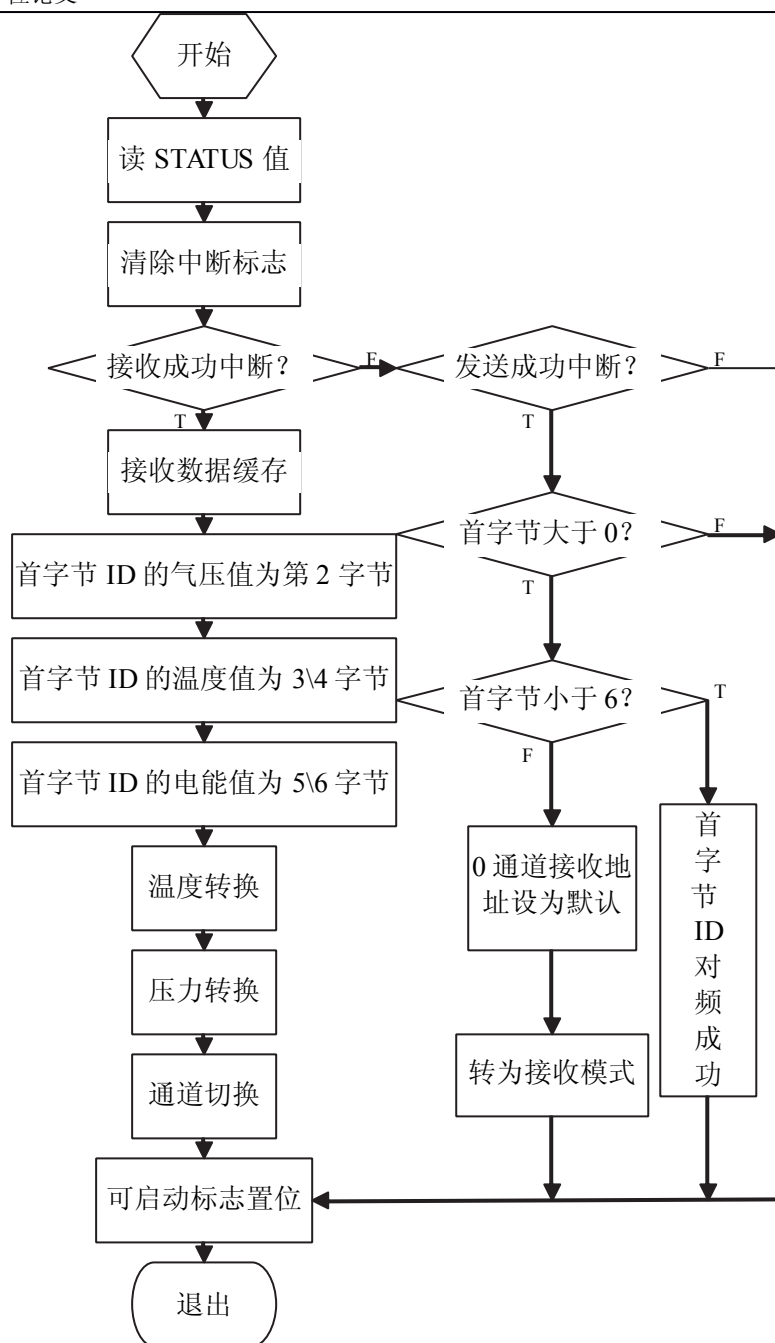 开始
读 STATUS 值
清除中断标志
接收成功中断？
F
发送成功中断？
F
T
T
接收数据缓存
首字节大于 0？
F
首字节 ID 的气压值为第 2 字节
T
首字节 ID 的温度值为 3\4 字节
首字节小于 6？
T
首字节 ID 的电能值为 5\6 字节
F
温度转换
0 通道接收地
址设为默认
首
字
节
ID
对
频
成
功
压力转换
转为接收模式
通道切换
可启动标志置位
退出